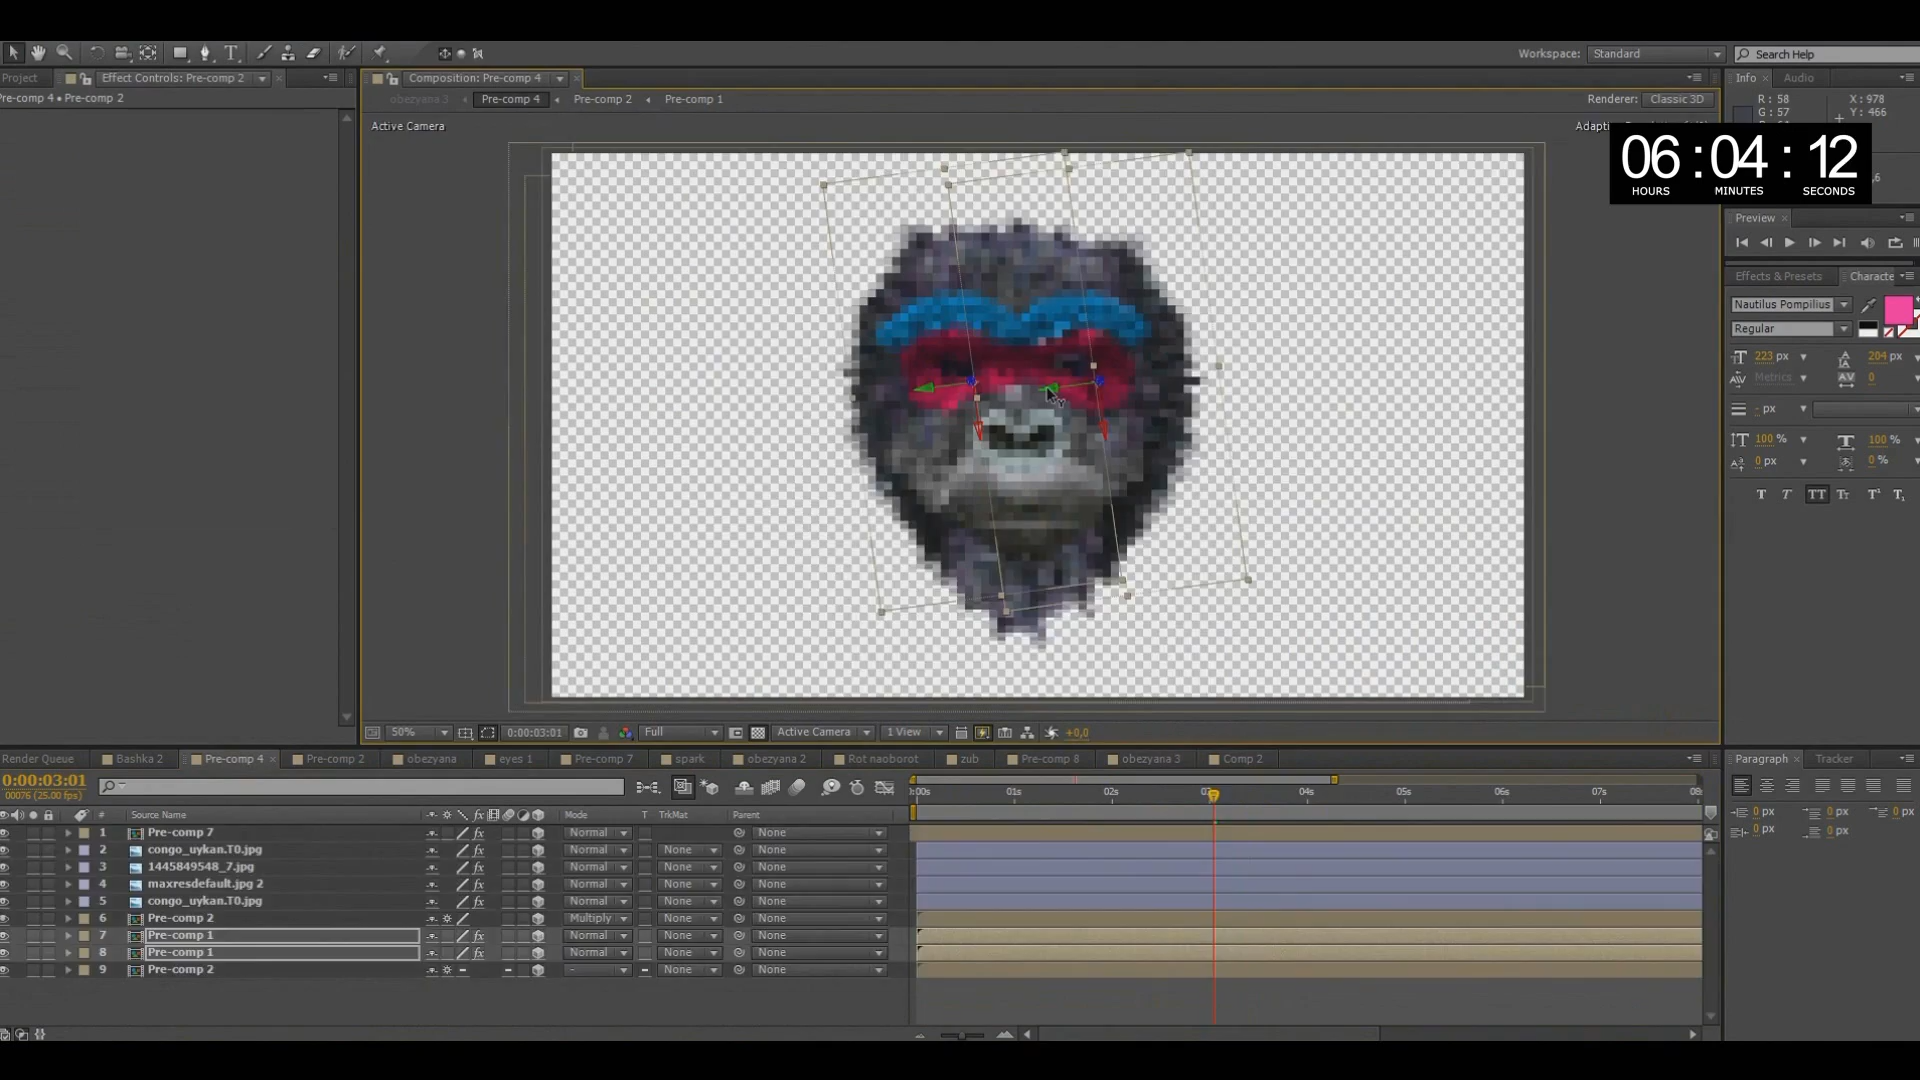 Workspace: Standard Search Help
Project Effect Controls: Pre-comp 2 Composition: Pre-comp 4 Info Audio
Pre-comp 4 • Pre-comp 2
obezyana 3 Pre-comp 4 Pre-comp 2 Pre-comp 1 Renderer: Classic 3D
R: 58 X: 978
G: 57 Y: 466
Active Camera
06:04:12
HOURS MINUTES SECONDS
Preview
Effects & Presets
Nautilus Pompilius
Regular
223 px 204 px
Metrics 0
- px
100 % 100 %
0 px 0 %
T T TT Tt T¹ T₁
50% 0:00:03:01 Full Active Camera 1 View +0,0
Render Queue Bashka 2 Pre-comp 4 Pre-comp 2 obezyana eyes 1 Pre-comp 7 spark obezyana 2 Rot naoborot zub Pre-comp 8 obezyana 3 Comp 2 Paragraph Tracker
0:00:03:01
00076 (25.00 fps)
:00s 01s 02s 04s 05s 06s 07s
# Source Name Mode T TrkMat Parent
0 px 0 px 0 px
0 px 0 px
1 Pre-comp 7 Normal None
2 congo_uykan.T0.jpg Normal None None
3 1445849548_7.jpg Normal None None
4 maxresdefault.jpg 2 Normal None None
5 congo_uykan.T0.jpg Normal None None
6 Pre-comp 2 Multiply None None
7 Pre-comp 1 Normal None None
8 Pre-comp 1 Normal None None
9 Pre-comp 2 - None None